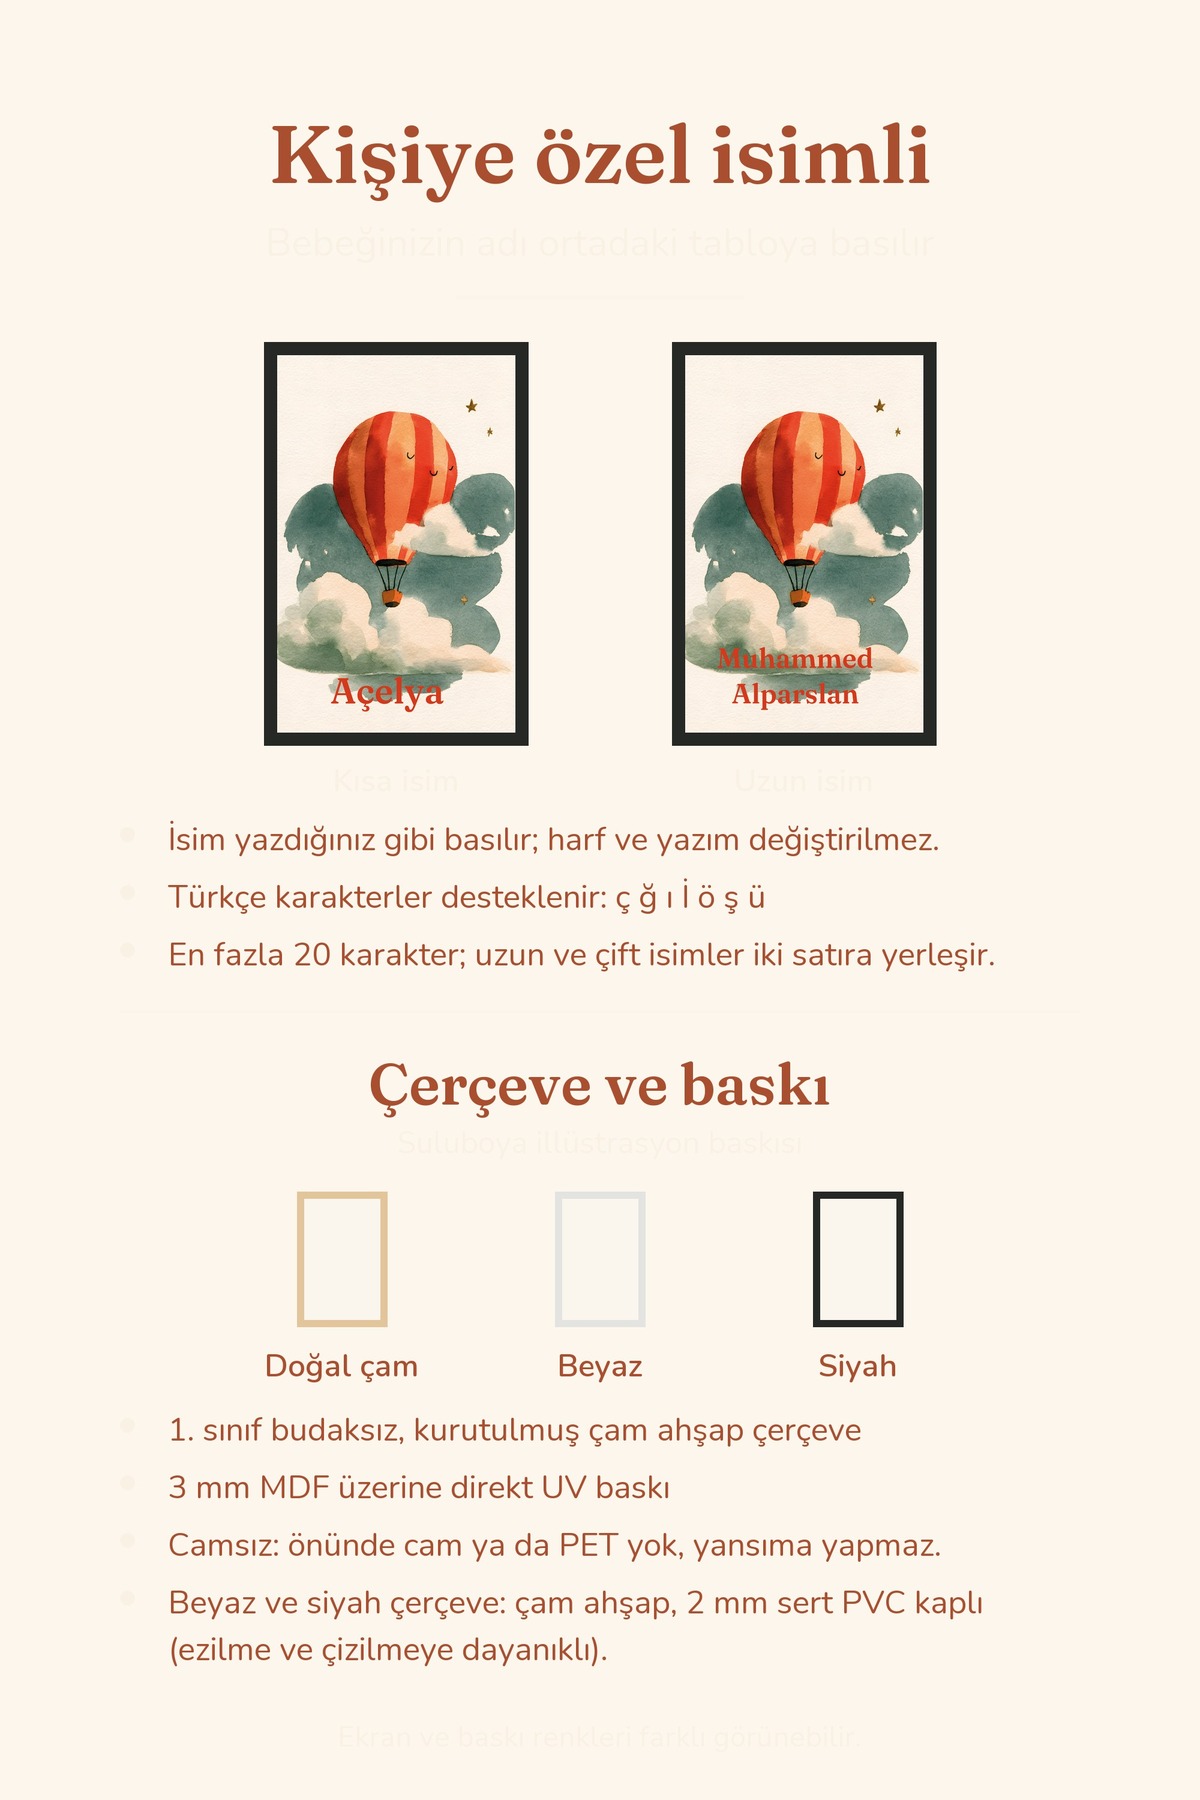 Kişiye özel isimli
Bebeğinizin adı ortadaki tabloya basılır
Açelya
Muhammed
Alparslan
Kısa isim
Uzun isim
İsim yazdığınız gibi basılır; harf ve yazım değiştirilmez.
Türkçe karakterler desteklenir: ç ğ ı İ ö ş ü
En fazla 20 karakter; uzun ve çift isimler iki satıra yerleşir.
Çerçeve ve baskı
Suluboya illüstrasyon baskısı
Doğal çam
Beyaz
Siyah
1. sınıf budaksız, kurutulmuş çam ahşap çerçeve
3 mm MDF üzerine direkt UV baskı
Camsız: önünde cam ya da PET yok, yansıma yapmaz.
Beyaz ve siyah çerçeve: çam ahşap, 2 mm sert PVC kaplı
(ezilme ve çizilmeye dayanıklı).
Ekran ve baskı renkleri farklı görünebilir.